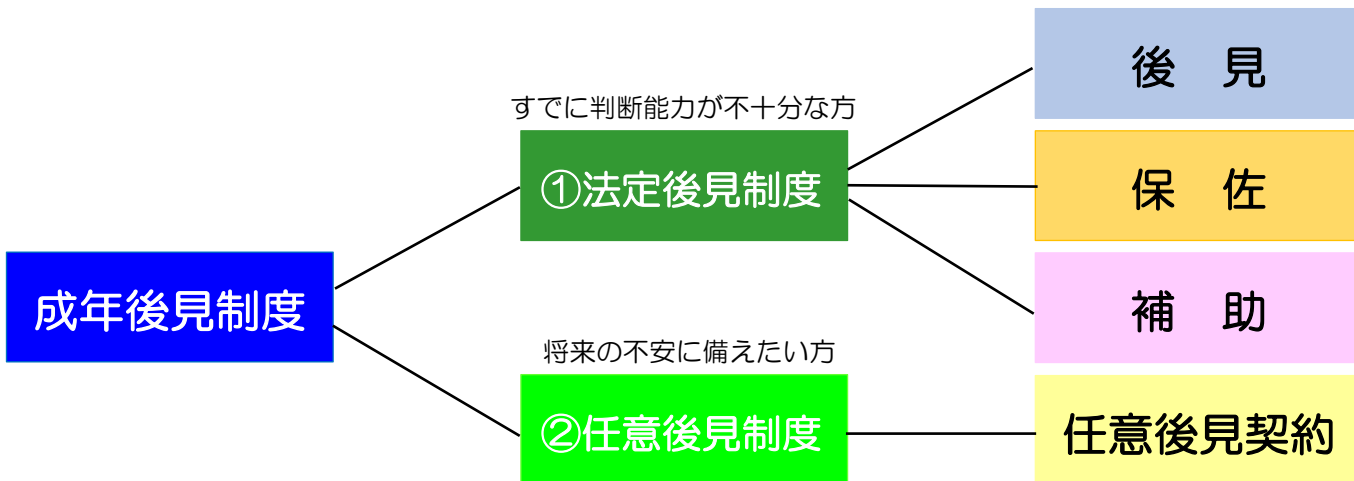 成年後見制度
すでに判断能力が不十分な方
①法定後見制度
後　見
保　佐
補　助
将来の不安に備えたい方
②任意後見制度
任意後見契約